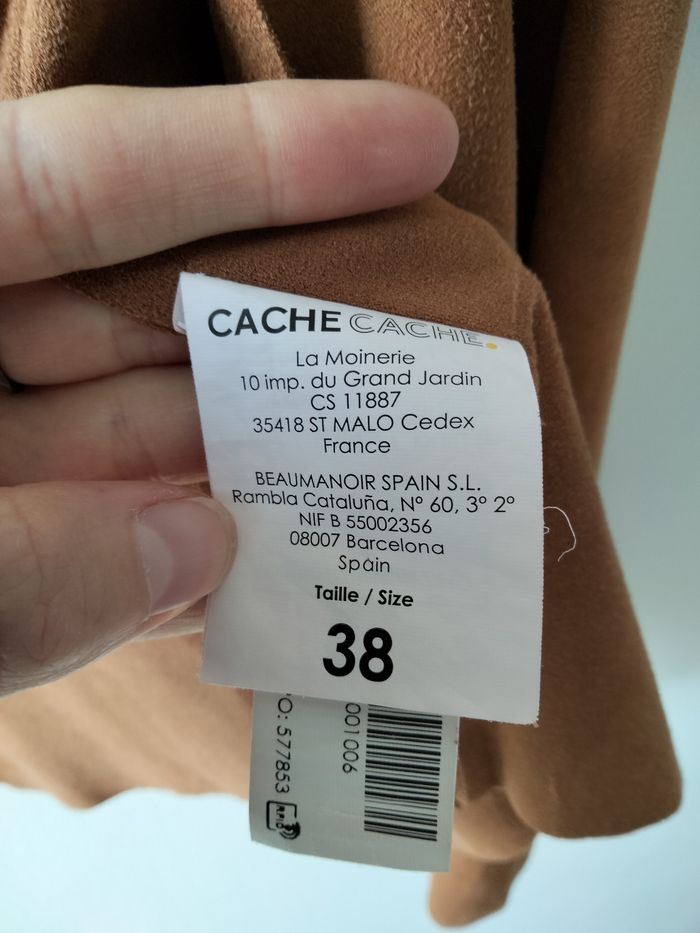 CACHE CACHE.
La Moinerie
10 imp. du Grand Jardin
CS 11887
35418 ST MALO Cedex
France
BEAUMANOIR SPAIN S.L.
Rambla Cataluña, Nº 60, 3º 2º
NIF B 55002356
08007 Barcelona
Spain
Taille / Size
38
001006
O: 577853
RFID